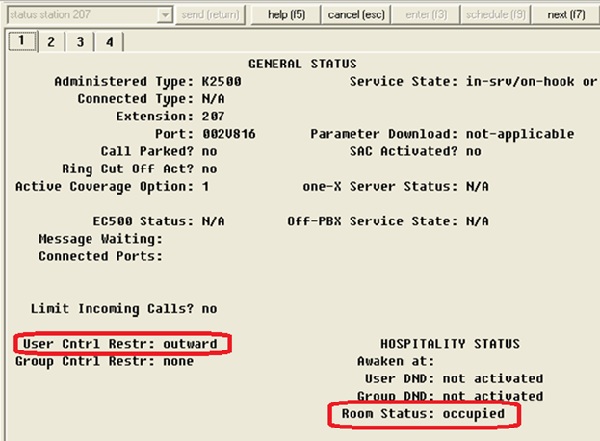 status station 207 send (return) help (f5) cancel (esc) enter (f3) schedule (f9) next (f7)
1 2 3 4
GENERAL STATUS
Administered Type: K2500 Service State: in-srv/on-hook or
Connected Type: N/A
Extension: 207
Port: 002V816 Parameter Download: not-applicable
Call Parked? no SAC Activated? no
Ring Cut Off Act? no
Active Coverage Option: 1 one-X Server Status: N/A
EC500 Status: N/A Off-PBX Service State: N/A
Message Waiting:
Connected Ports:
Limit Incoming Calls? no
User Cntrl Restr: outward HOSPITALITY STATUS
Group Cntrl Restr: none Awaken at:
User DND: not activated
Group DND: not activated
Room Status: occupied